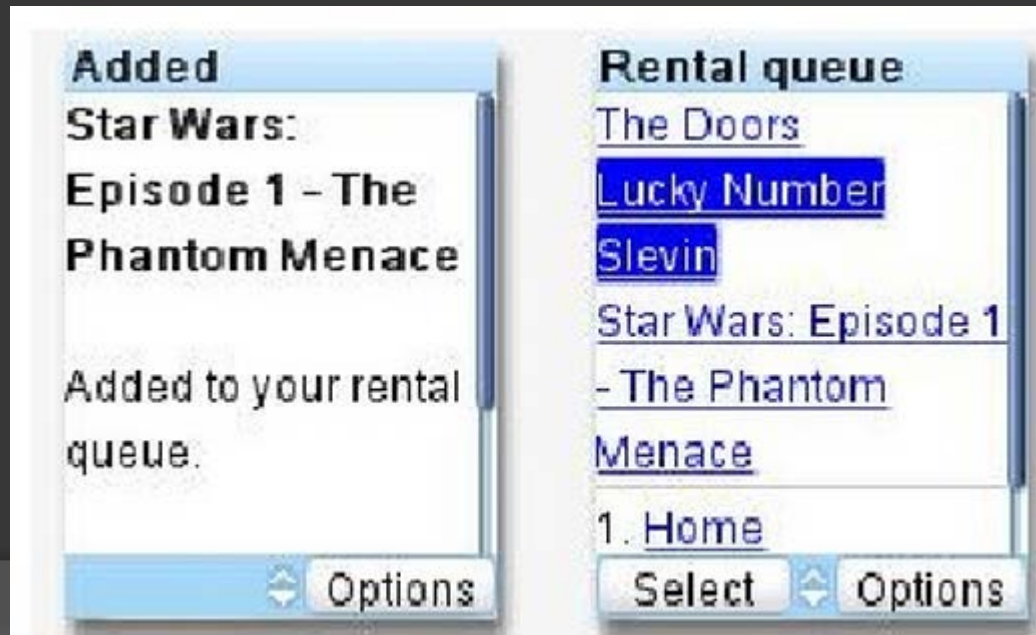 Added
Star Wars:
Episode 1 – The
Phantom Menace
Added to your rental
queue.
Options
Rental queue
The Doors
Lucky Number
Slevin
Star Wars: Episode 1
- The Phantom
Menace
1. Home
Select
Options